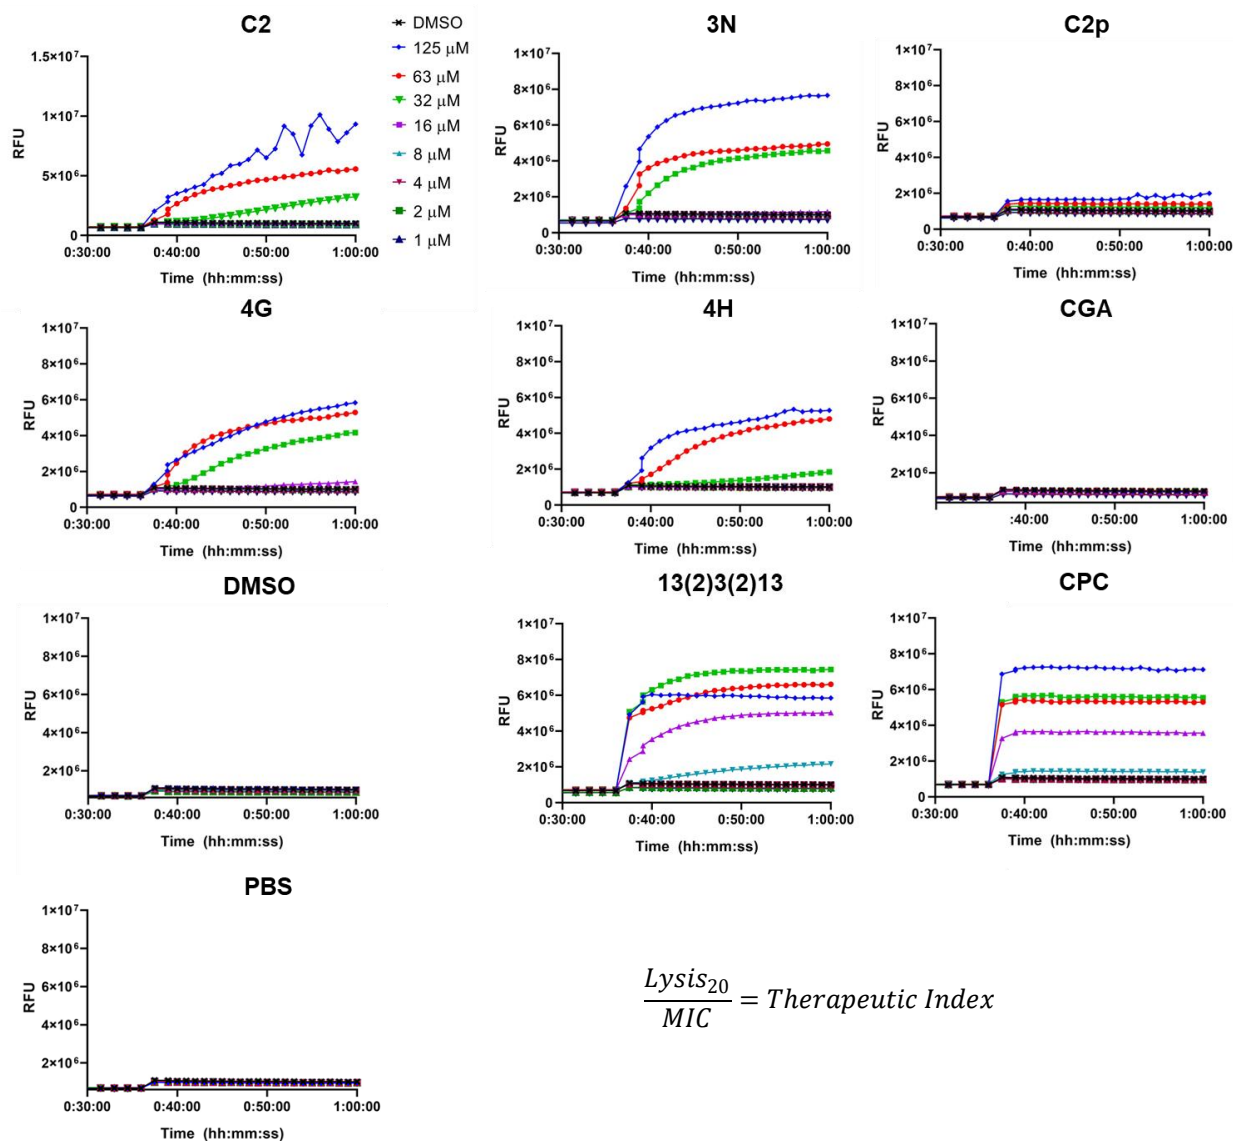 C2
1.5×10⁷
1×10⁷
5×10⁶
0
RFU
0:30:00 0:40:00 0:50:00 1:00:00
Time (hh:mm:ss)
DMSO
125 µM
63 µM
32 µM
16 µM
8 µM
4 µM
2 µM
1 µM
3N
1×10⁷
8×10⁶
6×10⁶
4×10⁶
2×10⁶
0
RFU
0:30:00 0:40:00 0:50:00 1:00:00
Time (hh:mm:ss)
C2p
1×10⁷
8×10⁶
6×10⁶
4×10⁶
2×10⁶
0
RFU
0:30:00 0:40:00 0:50:00 1:00:00
Time (hh:mm:ss)
4G
1×10⁷
8×10⁶
6×10⁶
4×10⁶
2×10⁶
0
RFU
0:30:00 0:40:00 0:50:00 1:00:00
Time (hh:mm:ss)
4H
1×10⁷
8×10⁶
6×10⁶
4×10⁶
2×10⁶
0
RFU
0:30:00 0:40:00 0:50:00 1:00:00
Time (hh:mm:ss)
CGA
1×10⁷
8×10⁶
6×10⁶
4×10⁶
2×10⁶
RFU
:40:00 0:50:00 1:00:00
Time (hh:mm:ss)
DMSO
1×10⁷
8×10⁶
6×10⁶
4×10⁶
2×10⁶
RFU
0:30:00 0:40:00 0:50:00 1:00:00
Time (hh:mm:ss)
13(2)3(2)13
1×10⁷
8×10⁶
6×10⁶
4×10⁶
2×10⁶
0
RFU
0:30:00 0:40:00 0:50:00 1:00:00
Time (hh:mm:ss)
CPC
1×10⁷
8×10⁶
6×10⁶
4×10⁶
2×10⁶
0
RFU
0:30:00 0:40:00 0:50:00 1:00:00
Time (hh:mm:ss)
PBS
1×10⁷
8×10⁶
6×10⁶
4×10⁶
2×10⁶
RFU
0:30:00 0:40:00 0:50:00 1:00:00
Time (hh:mm:ss)
Lysis₂₀
MIC
= Therapeutic Index